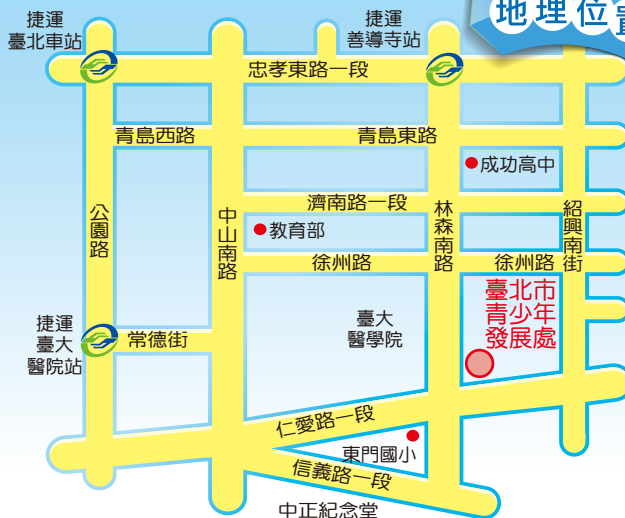 地理位置
捷運
臺北車站
捷運
善導寺站
忠孝東路一段
青島西路
青島東路
成功高中
濟南路一段
公園路
中山南路
林森南路
紹興南街
教育部
徐州路
徐州路
臺北市
青少年
發展處
捷運
臺大
醫院站
常德街
臺大
醫學院
仁愛路一段
東門國小
信義路一段
中正紀念堂